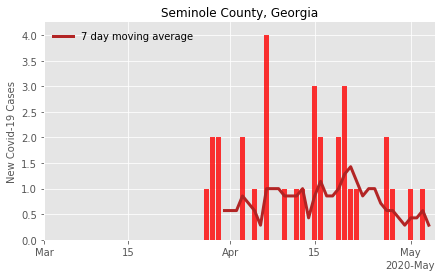 Seminole County, Georgia
7 day moving average
New Covid-19 Cases
4.0
3.5
3.0
2.5
2.0
1.5
1.0
0.5
0.0
Mar
15
Apr
15
May
2020-May